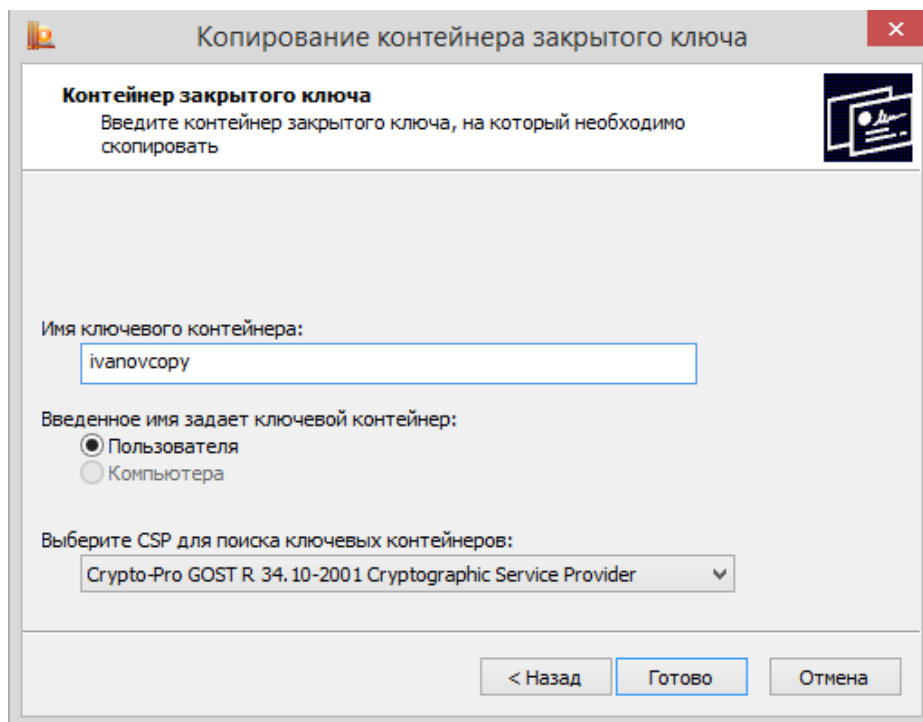 Копирование контейнера закрытого ключа
Контейнер закрытого ключа
Введите контейнер закрытого ключа, на который необходимо
скопировать
Имя ключевого контейнера:
ivanovcopy
Введенное имя задает ключевой контейнер:
Пользователя
Компьютера
Выберите CSP для поиска ключевых контейнеров:
Crypto-Pro GOST R 34.10-2001 Cryptographic Service Provider
< Назад
Готово
Отмена